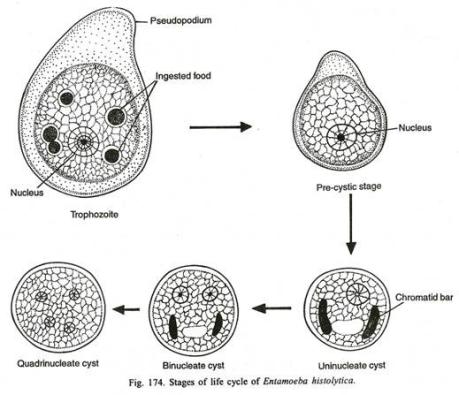 Pseudopodium
Ingested food
Nucleus
Nucleus
Trophozoite
Pre-cystic stage
Chromatid bar
Quadrinucleate cyst
Binucleate cyst
Uninucleate cyst
Fig. 174. Stages of life cycle of Entamoeba histolytica.